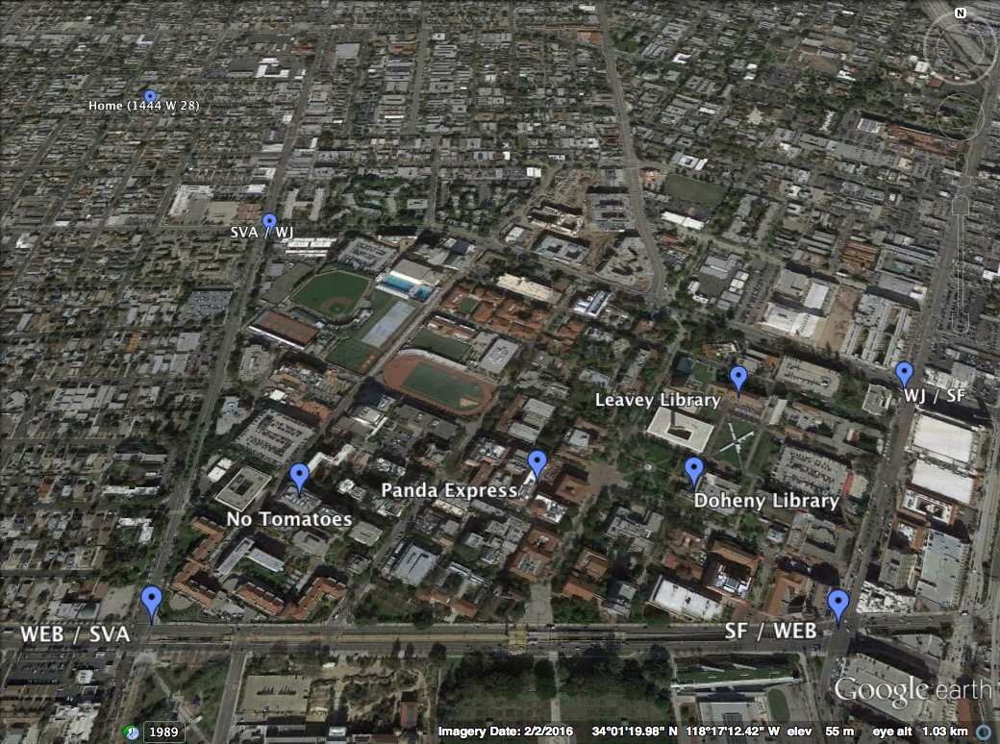 N
Home (1444 W 28)
SVA / WJ
WJ / SF
Leavey Library
Panda Express
Doheny Library
No Tomatoes
WEB / SVA
SF / WEB
Google earth
1989
Imagery Date: 2/2/2016 34°01'19.98" N 118°17'12.42" W elev 55 m eye alt 1.03 km